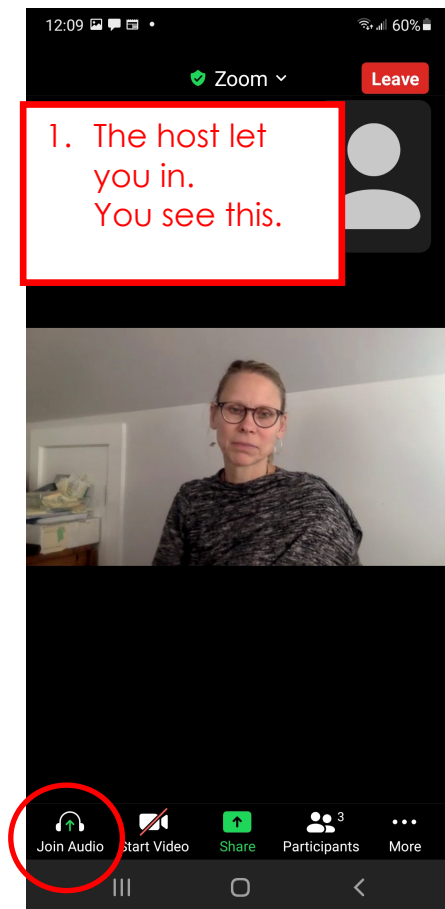 12:09 60%
Zoom
Leave
1. The host let
you in.
You see this.
3
Join Audio Start Video Share Participants More